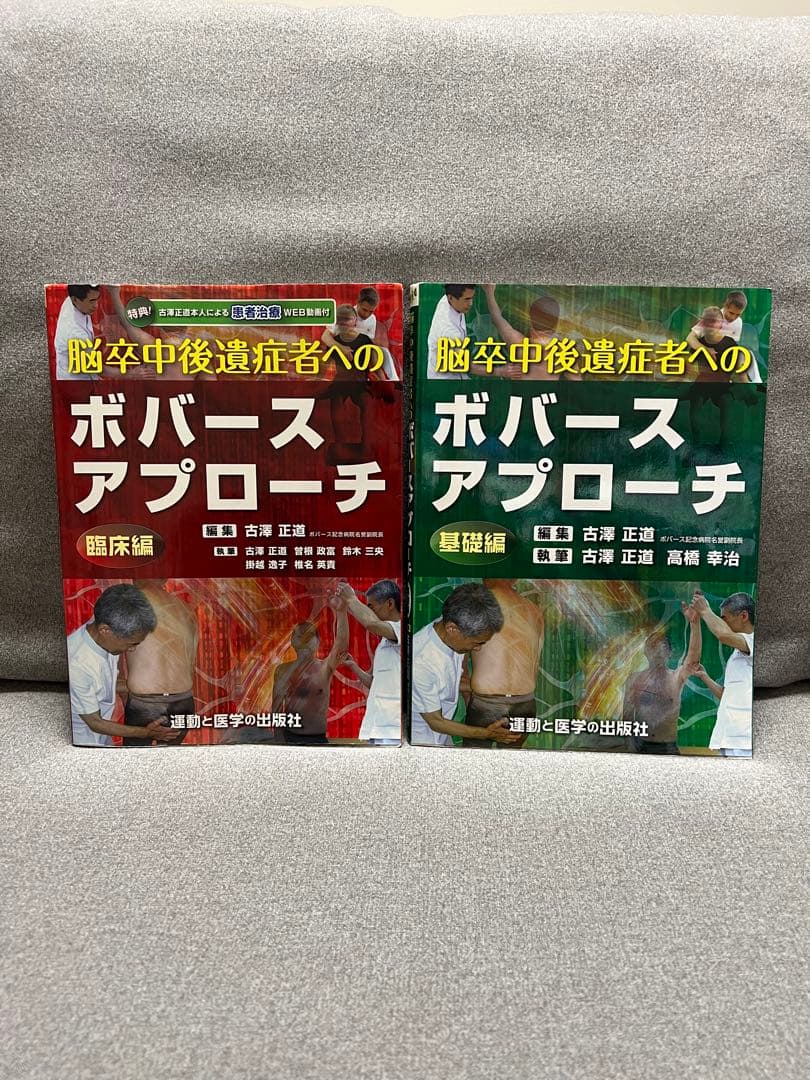 特典!
古澤正道本人による患者治療WEB動画付
脳卒中後遺症者への
ボバース
アプローチ
臨床編
編集 古澤 正道 ボバース記念病院名誉副院長
執筆 古澤 正道 曽根 政富 鈴木 三央
掛越 逸子 椎名 英貴
運動と医学の出版社
脳卒中後遺症者への
ボバース
アプローチ
基礎編
編集 古澤 正道 ボバース記念病院名誉副院長
執筆 古澤 正道 高橋 幸治
運動と医学の出版社